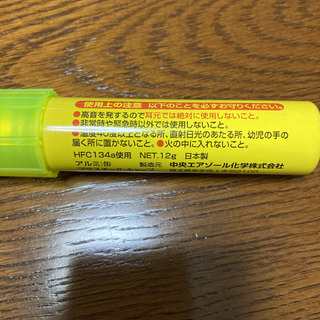 使用上の注意 以下のことを必ずお守りください。
●高音を発するので耳元では絶対に使用しないこと。
●非常時や緊急時以外では使用しないこと。
●温度40度以上となる所、直射日光のあたる所、幼児の手の
届く所に置かないこと。●火の中に入れないこと。
HFC134a使用 NET.12g 日本製
アルミ:缶 製造元 中央エアゾール化学株式会社